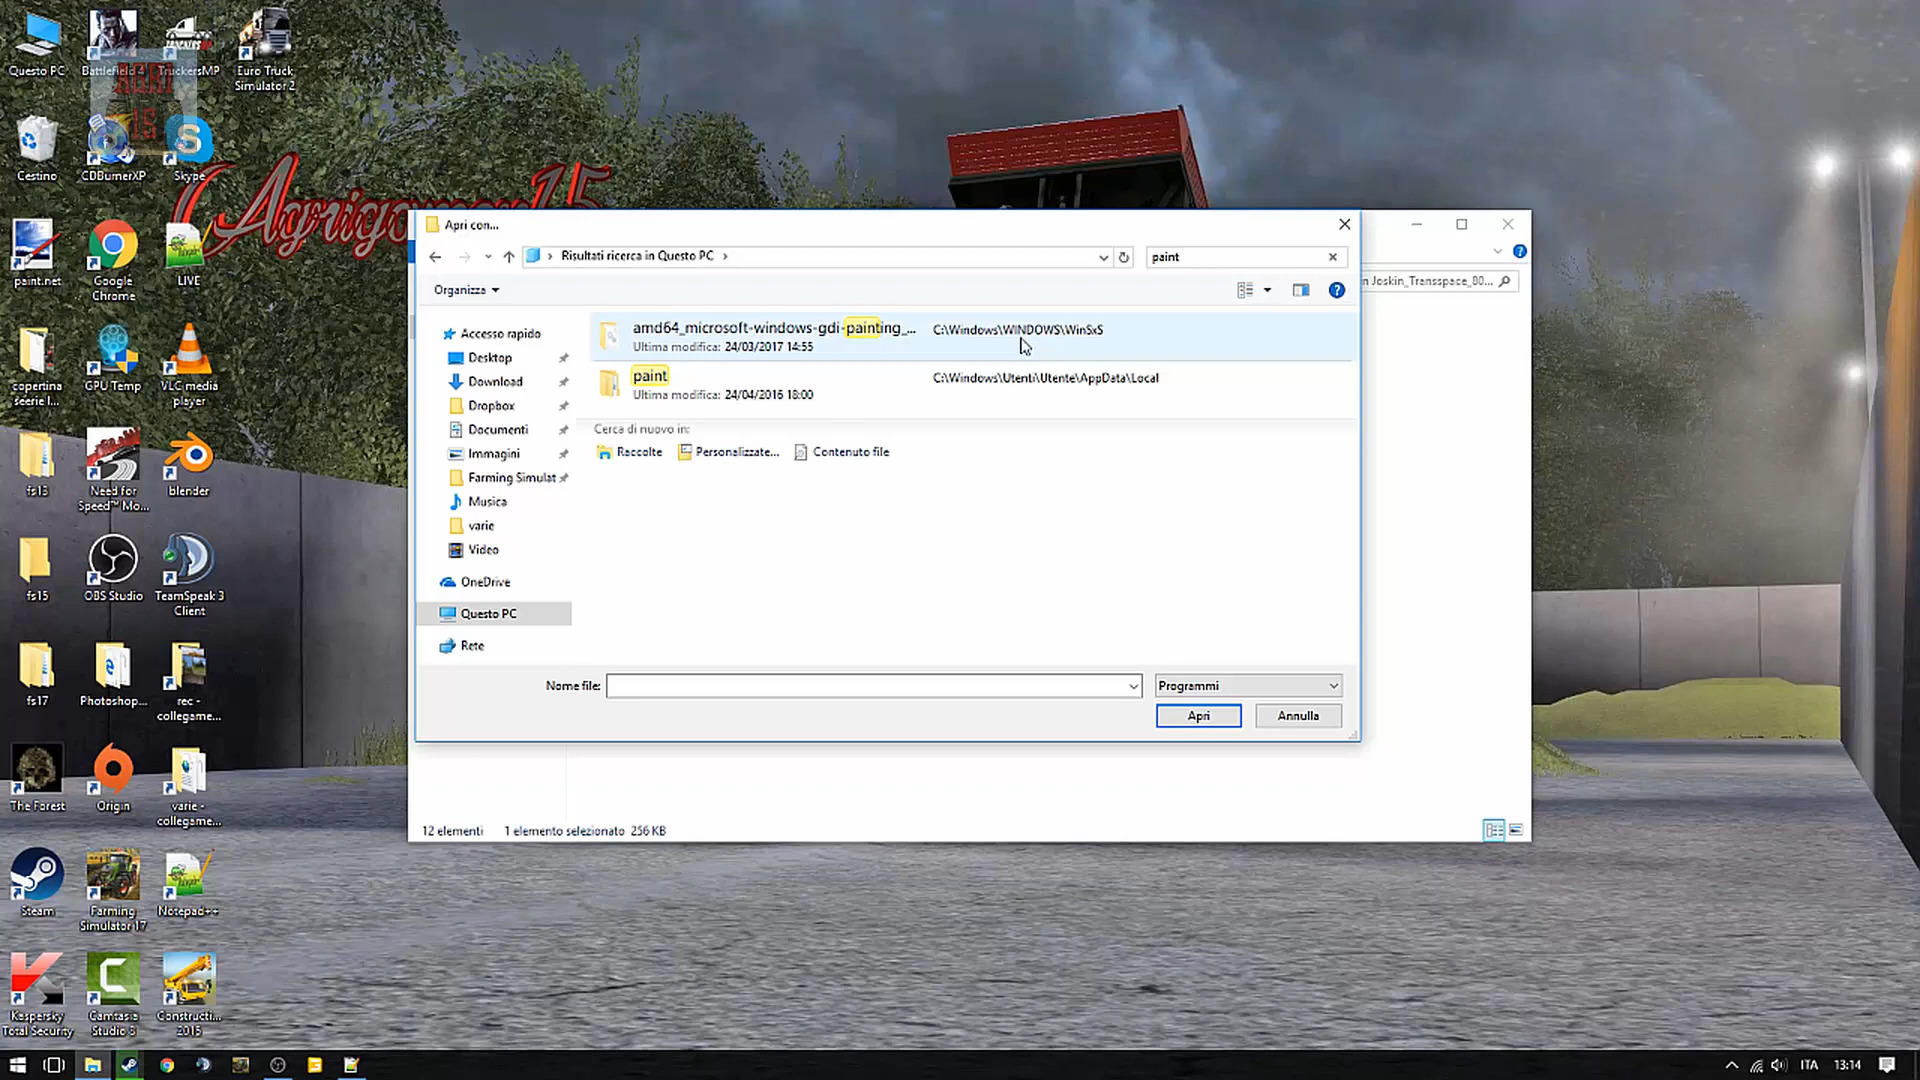 Questo PC
Battlefield 4
TruckersMP
Euro Truck
Simulator 2
AGRI
15
Cestino
CDBurnerXP
Skype
paint.net
Google
Chrome
LIVE
copertina
seerie I...
GPU Temp
VLC media
player
fs13
Need for
Speed™ Mo...
blender
fs15
OBS Studio
TeamSpeak 3
Client
fs17
Photoshop...
rec -
collegame...
The Forest
Origin
varie -
collegame...
Steam
Farming
Simulator 17
Notepad++
Kaspersky
Total Security
Camtasia
Studio 8
Constructi...
2015
Apri con...
Risultati ricerca in Questo PC
paint
Organizza
Accesso rapido
Desktop
Download
Dropbox
Documenti
Immagini
Farming Simulat
Musica
varie
Video
OneDrive
Questo PC
Rete
amd64_microsoft-windows-gdi-painting_...
C:\Windows\WINDOWS\WinSxS
Ultima modifica: 24/03/2017 14:55
paint
C:\Windows\Utenti\Utente\AppData\Local
Ultima modifica: 24/04/2016 18:00
Cerca di nuovo in:
Raccolte
Personalizzate...
Contenuto file
Nome file:
Programmi
Apri
Annulla
n Joskin_Transspace_80...
12 elementi
1 elemento selezionato 256 KB
ITA
13:14